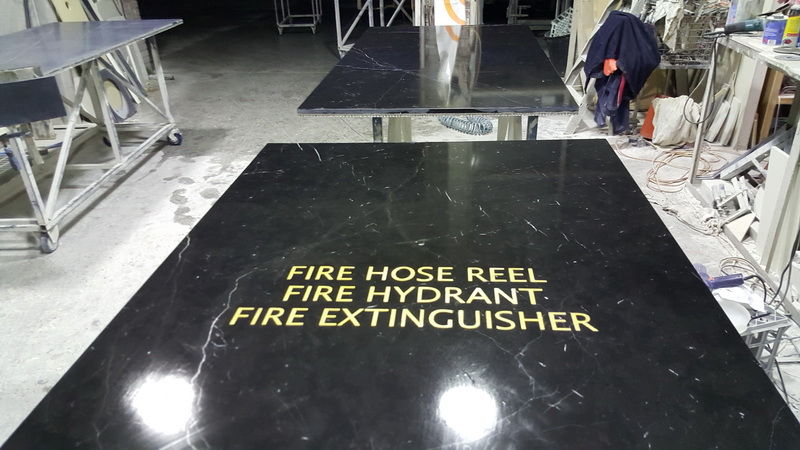 FIRE HOSE REEL
FIRE HYDRANT
FIRE EXTINGUISHER